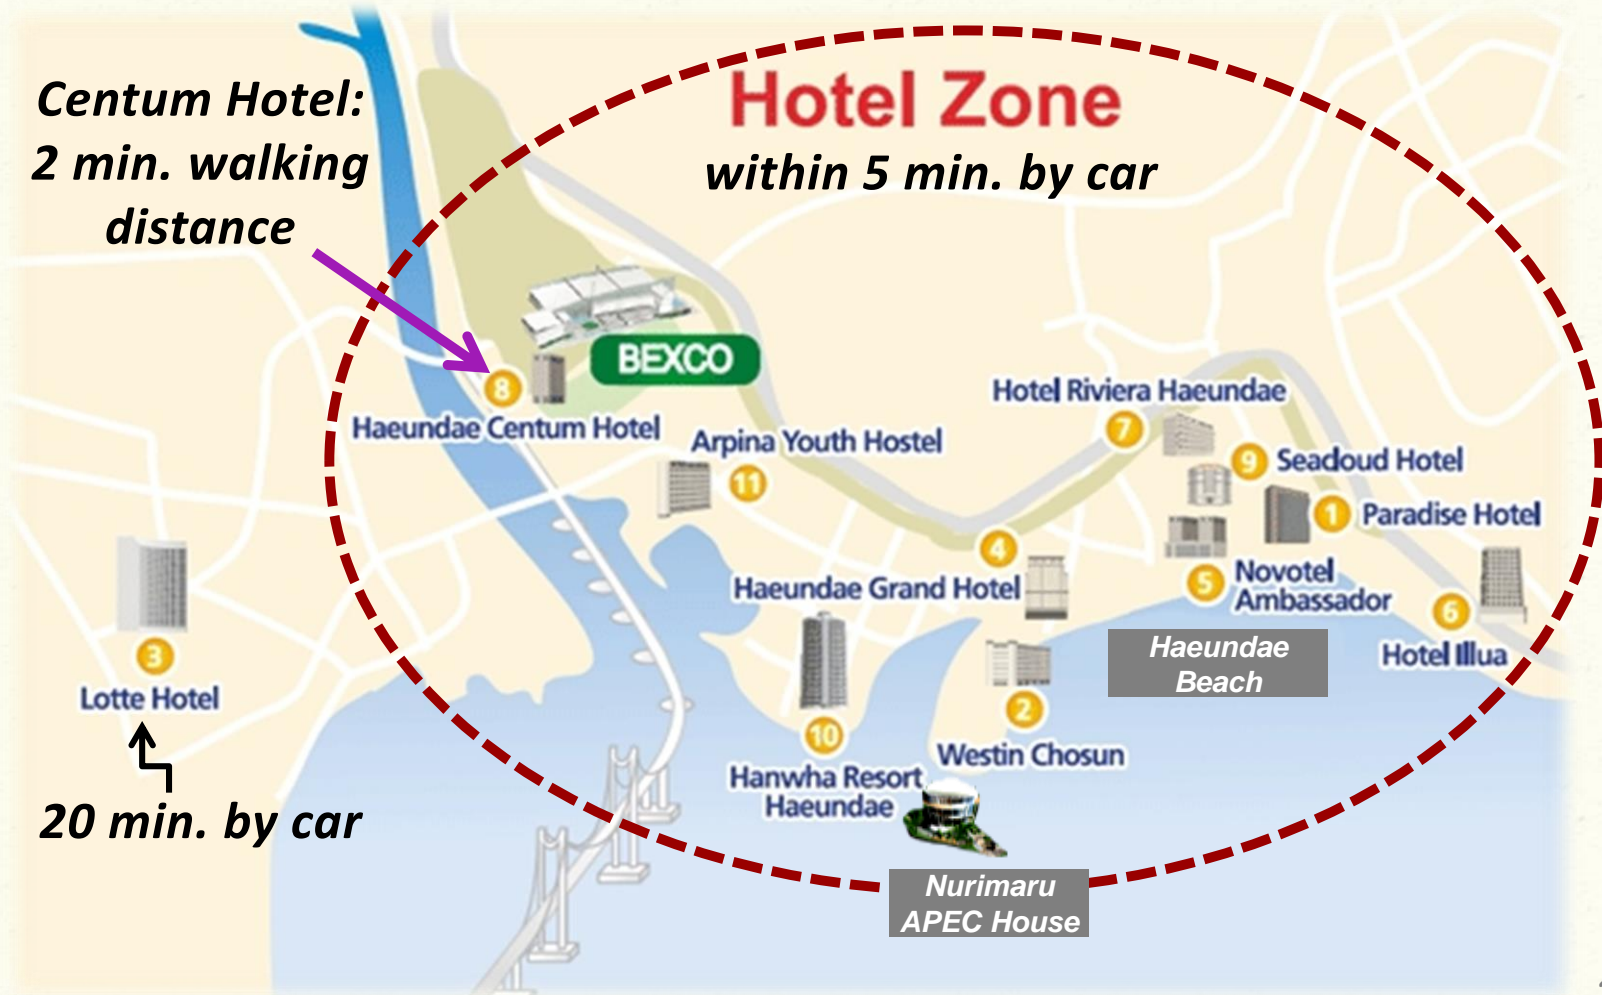 Centum Hotel:
2 min. walking
distance
Hotel Zone
within 5 min. by car
BEXCO
8
Haeundae Centum Hotel
Arpina Youth Hostel
11
Hotel Riviera Haeundae
7
9 Seacloud Hotel
1 Paradise Hotel
4
Haeundae Grand Hotel
5 Novotel
Ambassador
6
Hotel Illua
Haeundae
Beach
3
Lotte Hotel
20 min. by car
2
Westin Chosun
10
Hanwha Resort
Haeundae
Nurimaru
APEC House